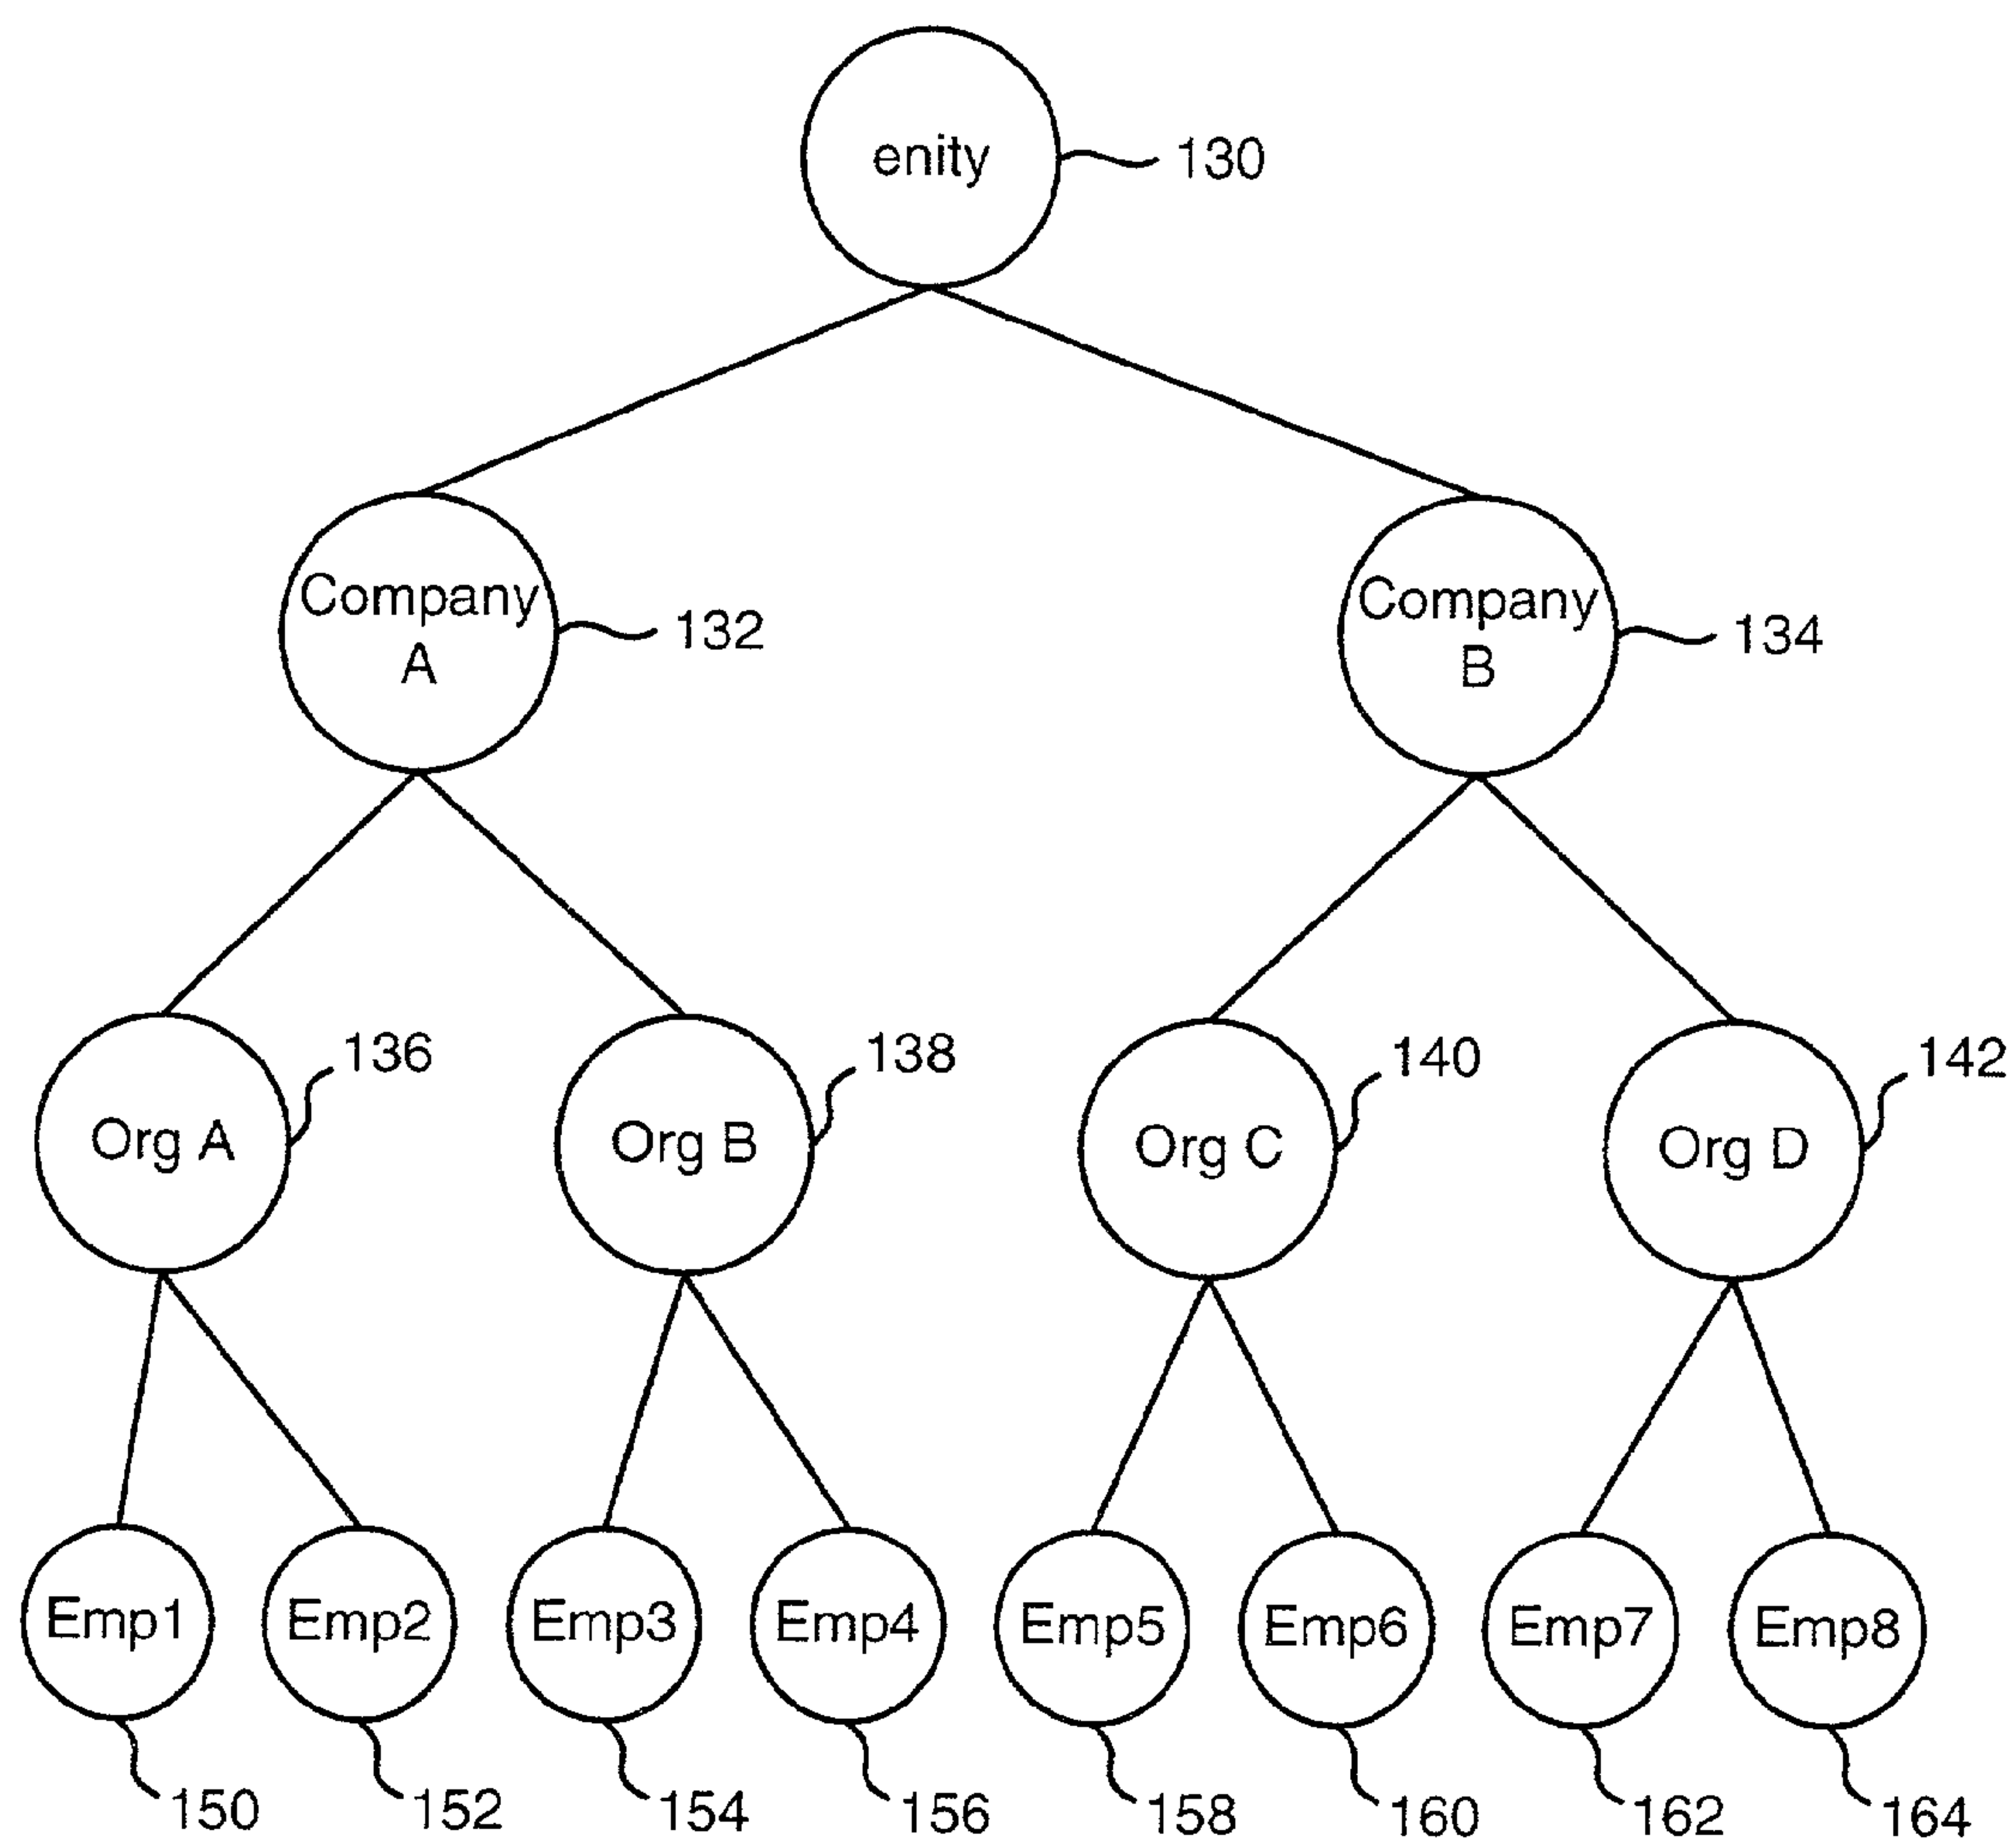 enity
130
Company
A
132
Company
B
134
136
138
140
142
Org A
Org B
Org C
Org D
Emp1
Emp2
Emp3
Emp4
Emp5
Emp6
Emp7
Emp8
150
152
154
156
158
160
162
164